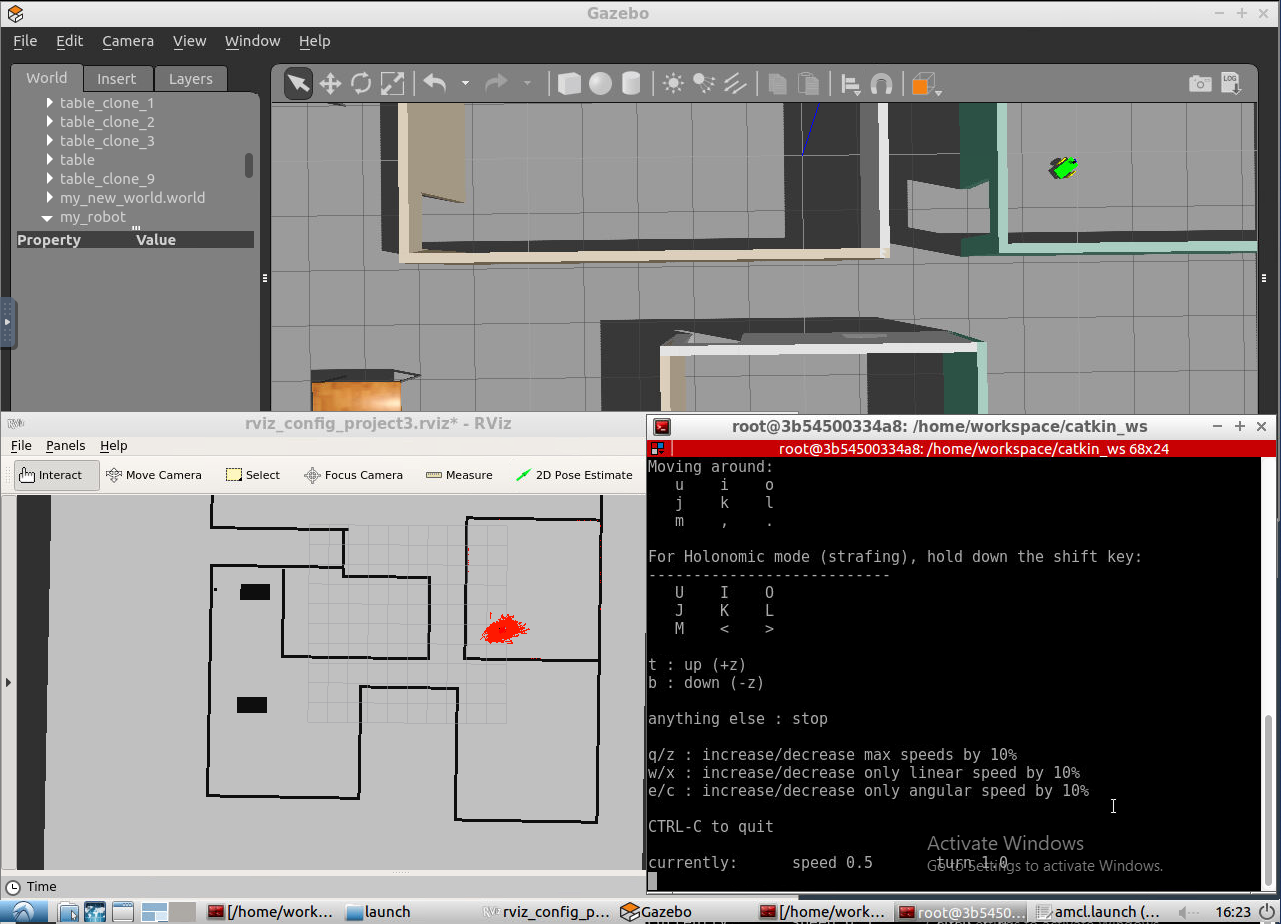 Gazebo
File Edit Camera View Window Help
World Insert Layers
LOG
table_clone_1
table_clone_2
table_clone_3
table
table_clone_9
my_new_world.world
my_robot
Property Value
rviz_config_project3.rviz* - RViz
File Panels Help
Interact Move Camera Select Focus Camera Measure 2D Pose Estimate
Time
root@3b54500334a8: /home/workspace/catkin_ws
root@3b54500334a8: /home/workspace/catkin_ws 68x24
Moving around:
u i o
j k l
m , .
For Holonomic mode (strafing), hold down the shift key:
---------------------------
U I O
J K L
M < >
t : up (+z)
b : down (-z)
anything else : stop
q/z : increase/decrease max speeds by 10%
w/x : increase/decrease only linear speed by 10%
e/c : increase/decrease only angular speed by 10%
CTRL-C to quit
currently: speed 0.5 turn 1.0
Activate Windows
Go to Settings to activate Windows.
[/home/work... launch rviz_config_p... Gazebo [/home/work... root@3b5450... amcl.launch (... 16:23